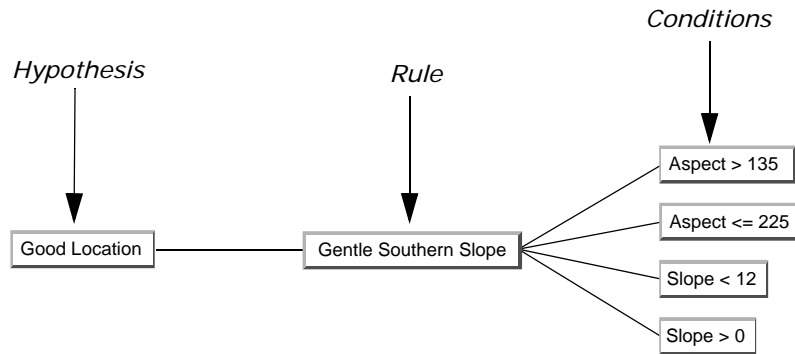 Conditions
Hypothesis
Rule
Aspect > 135
Aspect <= 225
Good Location
Gentle Southern Slope
Slope < 12
Slope > 0